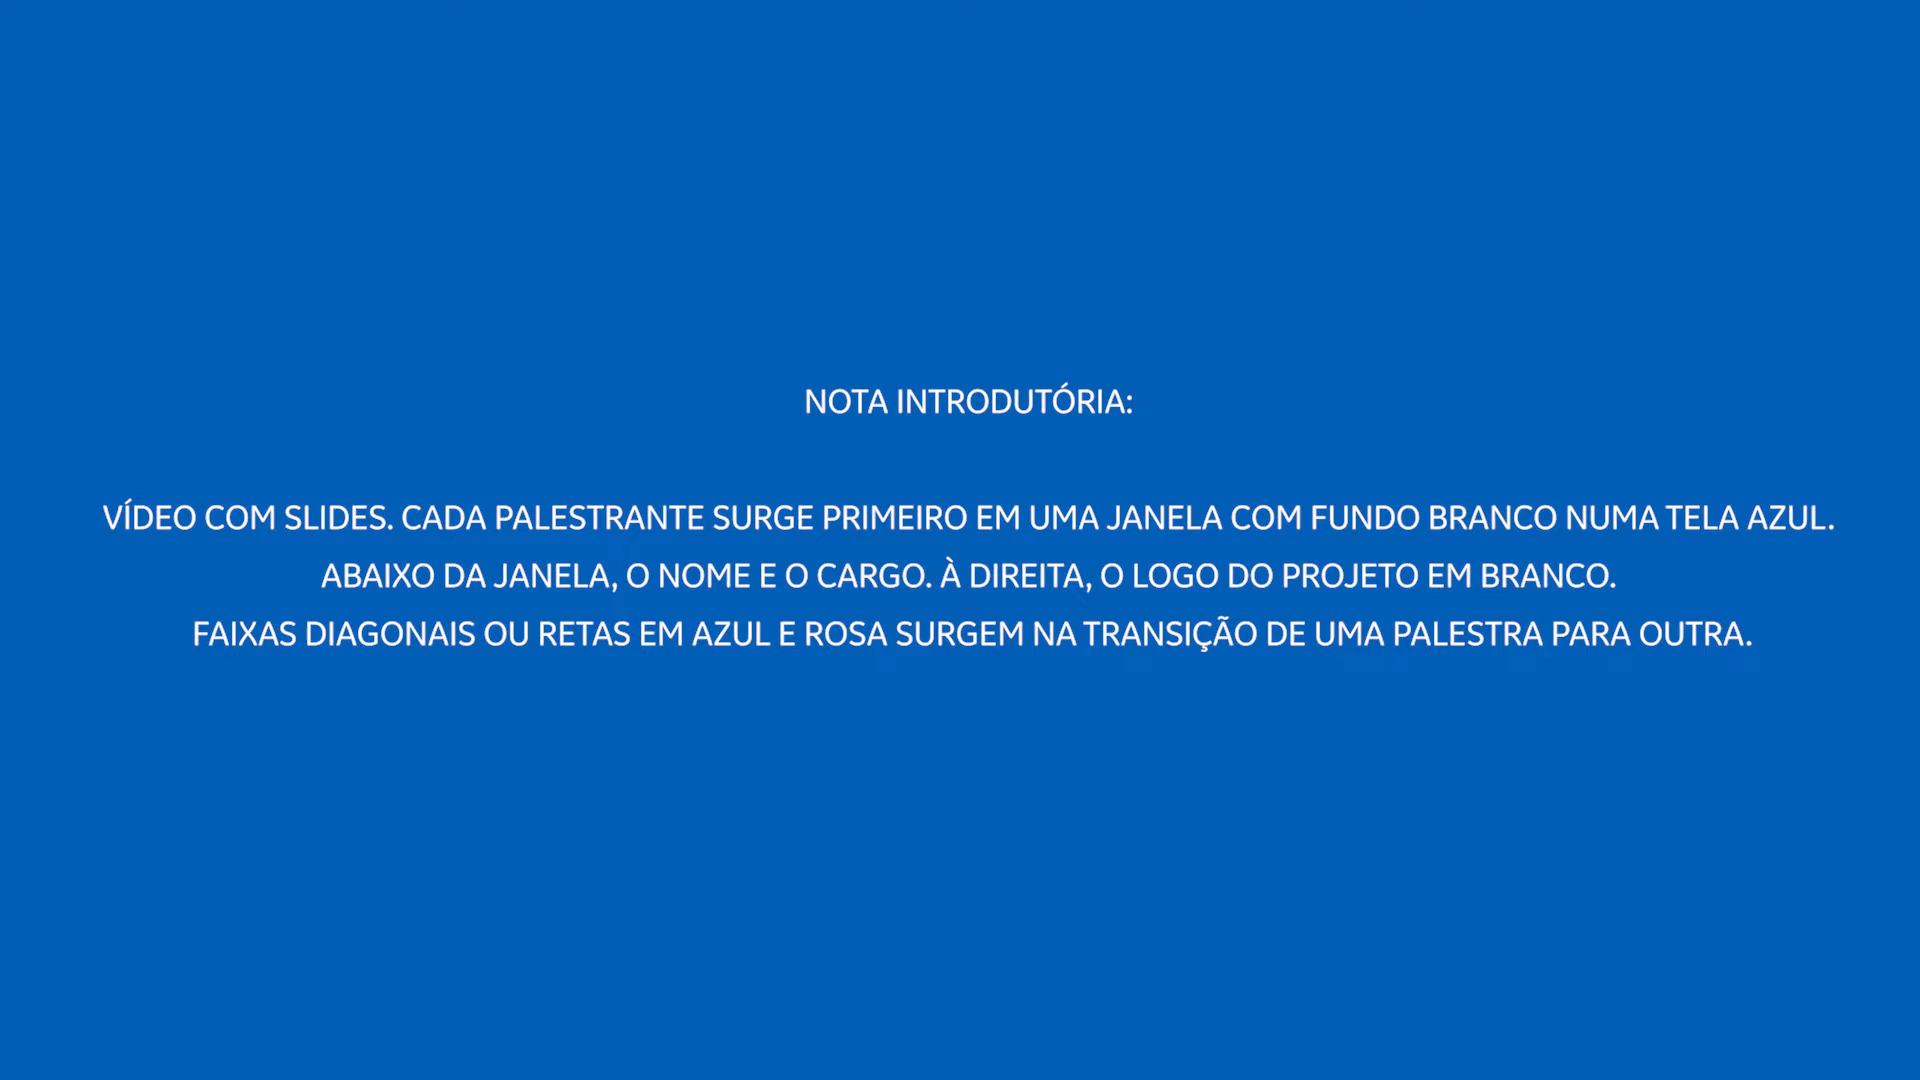 NOTA INTRODUTÓRIA:
VÍDEO COM SLIDES. CADA PALESTRANTE SURGE PRIMEIRO EM UMA JANELA COM FUNDO BRANCO NUMA TELA AZUL.
ABAIXO DA JANELA, O NOME E O CARGO. À DIREITA, O LOGO DO PROJETO EM BRANCO.
FAIXAS DIAGONAIS OU RETAS EM AZUL E ROSA SURGEM NA TRANSIÇÃO DE UMA PALESTRA PARA OUTRA.